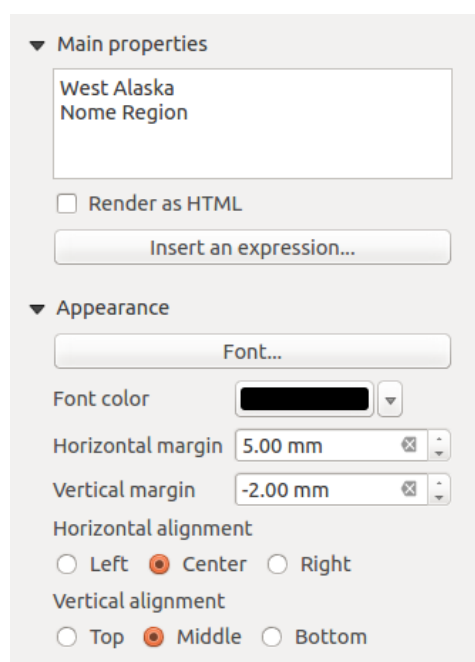 Main properties
West Alaska
Nome Region
Render as HTML
Insert an expression...
Appearance
Font...
Font color
Horizontal margin 5.00 mm
Vertical margin -2.00 mm
Horizontal alignment
Left Center Right
Vertical alignment
Top Middle Bottom